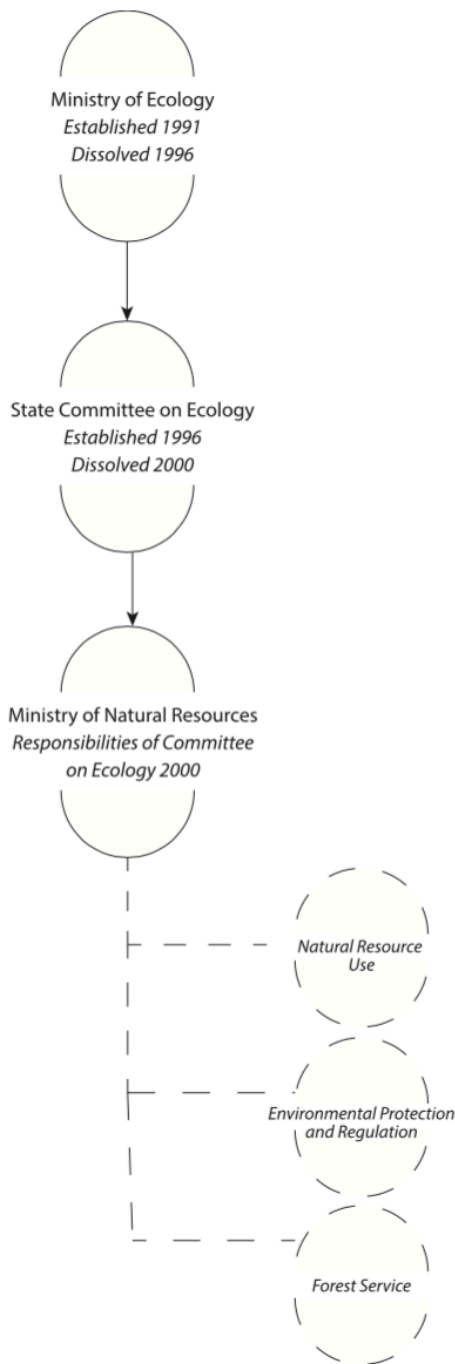 Ministry of Ecology
Established 1991
Dissolved 1996
State Committee on Ecology
Established 1996
Dissolved 2000
Ministry of Natural Resources
Responsibilities of Committee
on Ecology 2000
Natural Resource
Use
Environmental Protection
and Regulation
Forest Service